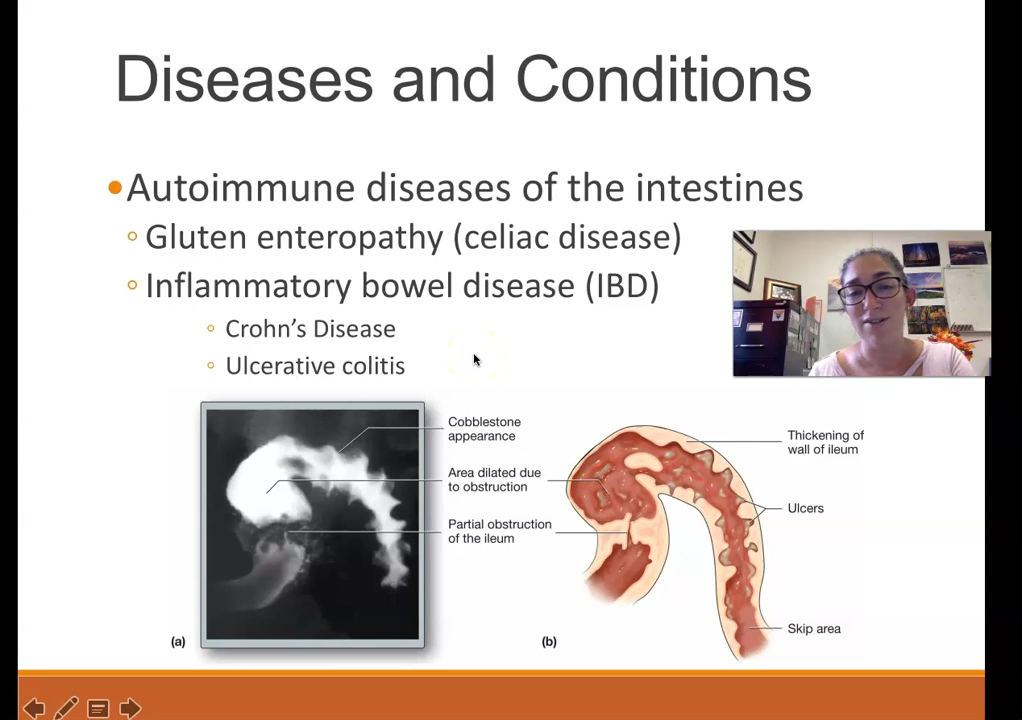 Diseases and Conditions
•Autoimmune diseases of the intestines
◦ Gluten enteropathy (celiac disease)
◦ Inflammatory bowel disease (IBD)
◦ Crohn’s Disease
◦ Ulcerative colitis
Cobblestone
appearance
Area dilated due
to obstruction
Partial obstruction
of the ileum
Thickening of
wall of ileum
Ulcers
Skip area
(a)
(b)